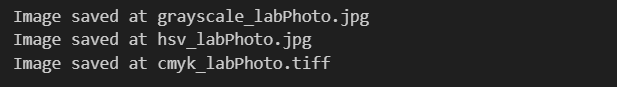 Image saved at grayscale_labPhoto.jpg
Image saved at hsv_labPhoto.jpg
Image saved at cmyk_labPhoto.tiff